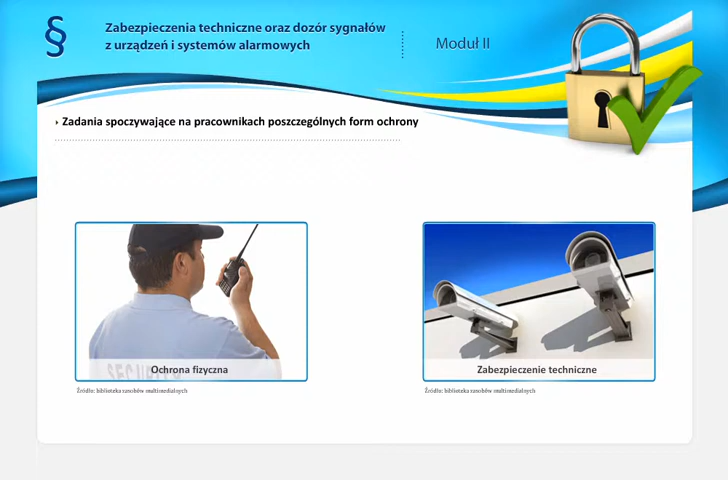 §
Zabezpieczenia techniczne oraz dozór sygnałów
z urządzeń i systemów alarmowych
Moduł II
Zadania spoczywające na pracownikach poszczególnych form ochrony
SECURITY
Ochrona fizyczna
Zabezpieczenie techniczne
Źródło: biblioteka zasobów multimedialnych
Źródło: biblioteka zasobów multimedialnych